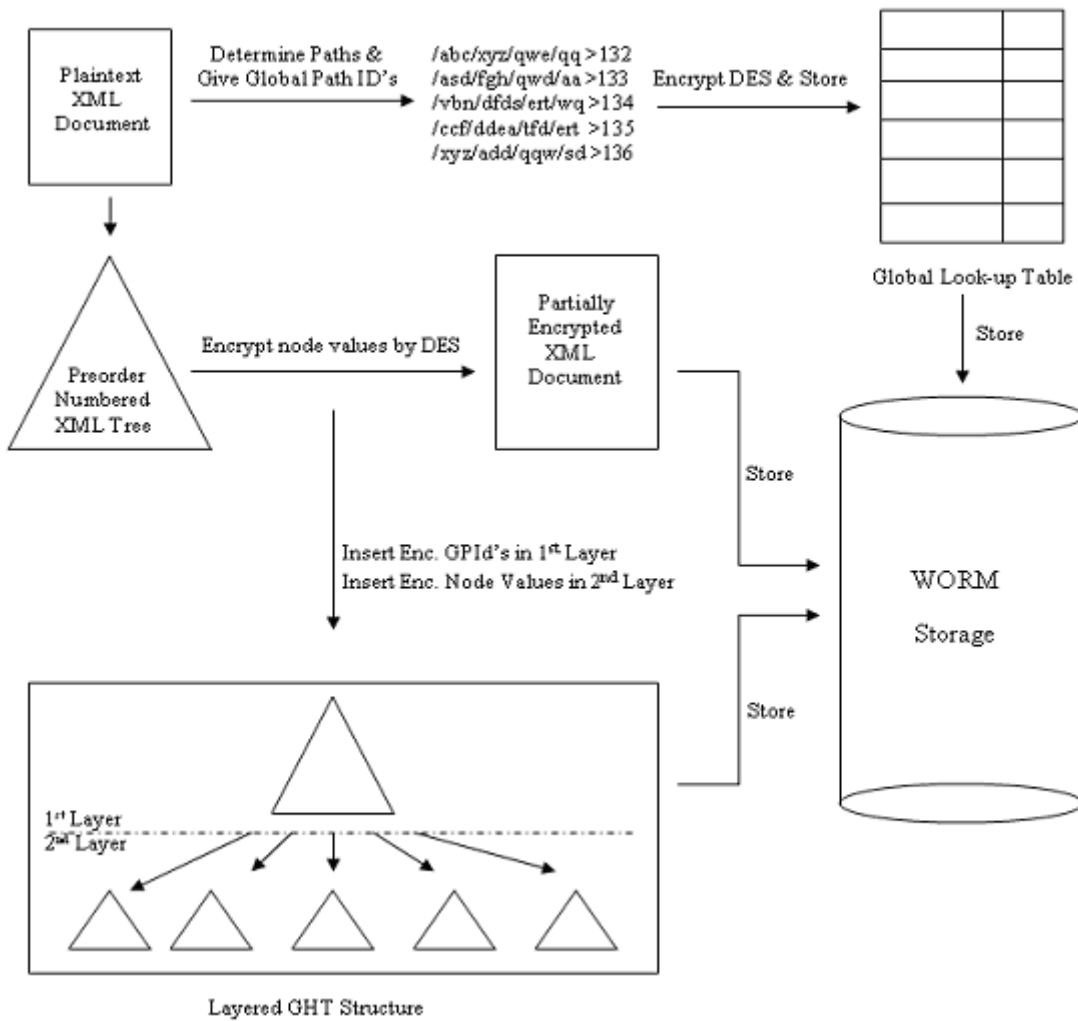 Plaintext
XML
Document
Determine Paths &
Give Global Path ID's
/abc/xyz/qwe/qq >132
/asd/fgh/qwd/aa >133
/vbn/dfds/ert/wq >134
/ccf/ddea/tfd/ert >135
/xyz/add/qqw/sd >136
Encrypt DES & Store
Global Look-up Table
Store
Preorder
Numbered
XML Tree
Encrypt node values by DES
Partially
Encrypted
XML
Document
Store
Insert Enc. GPId's in 1st Layer
Insert Enc. Node Values in 2nd Layer
WORM
Storage
Store
1st Layer
2nd Layer
Layered GHT Structure